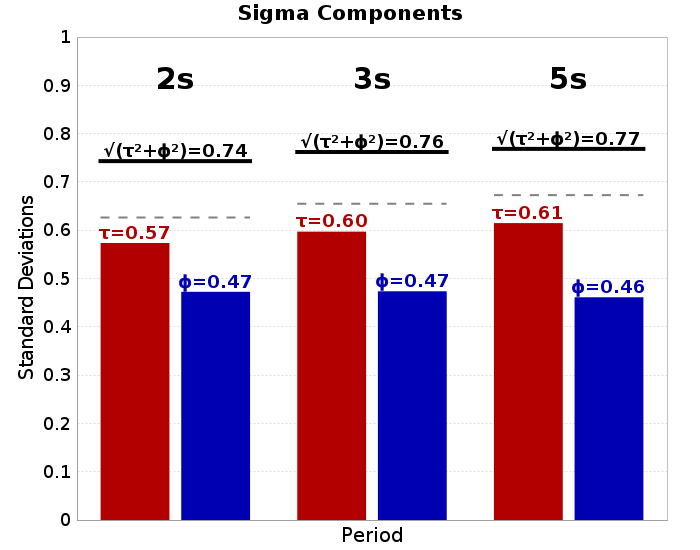 Sigma Components
1
0.9
0.8
0.7
0.6
0.5
0.4
0.3
0.2
0.1
0
Standard Deviations
2s
3s
5s
√(τ²+ϕ²)=0.74
√(τ²+ϕ²)=0.76
√(τ²+ϕ²)=0.77
τ=0.57
ϕ=0.47
τ=0.60
ϕ=0.47
τ=0.61
ϕ=0.46
Period